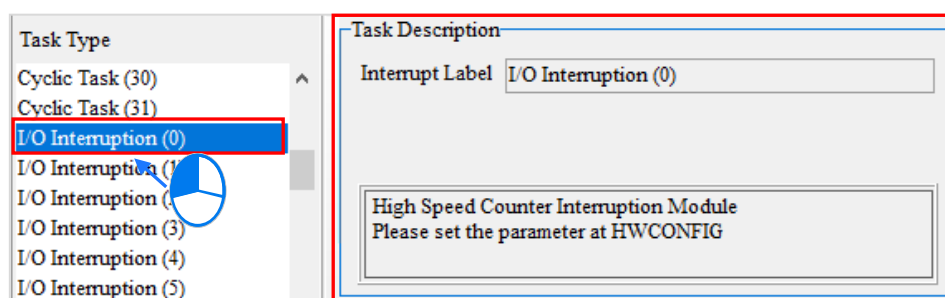 Task Type
Cyclic Task (30)
Cyclic Task (31)
I/O Interruption (0)
I/O Interruption (1
I/O Interruption (
I/O Interruption (3)
I/O Interruption (4)
I/O Interruption (5)
Task Description
Interrupt Label I/O Interruption (0)
High Speed Counter Interruption Module
Please set the parameter at HWCONFIG